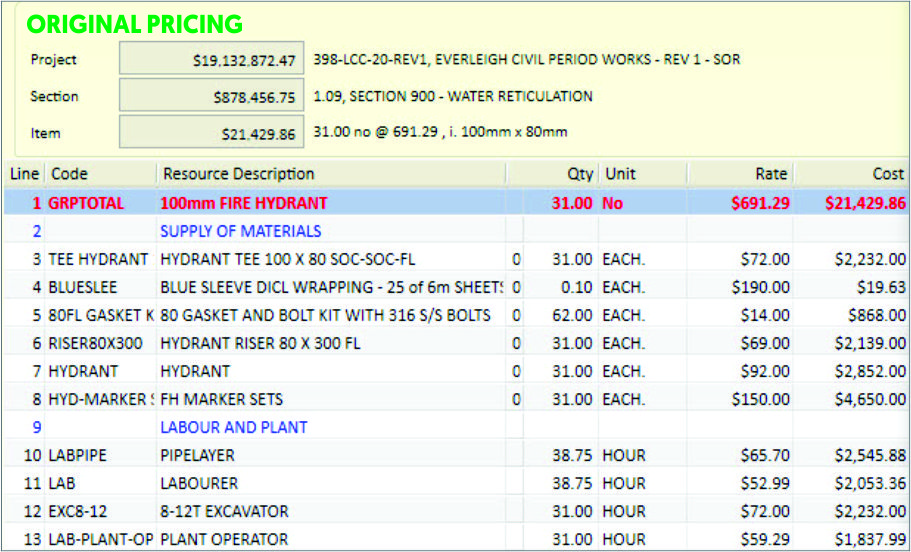 ORIGINAL PRICING
Project $19,132,872.47 398-LCC-20-REV1, EVERLEIGH CIVIL PERIOD WORKS - REV 1 - SOR
Section $878,456.75 1.09, SECTION 900 - WATER RETICULATION
Item $21,429.86 31.00 no @ 691.29 , i. 100mm x 80mm
Line Code Resource Description Qty Unit Rate Cost
1 GRPTOTAL 100mm FIRE HYDRANT 31.00 No $691.29 $21,429.86
2 SUPPLY OF MATERIALS
3 TEE HYDRANT HYDRANT TEE 100 X 80 SOC-SOC-FL 0 31.00 EACH. $72.00 $2,232.00
4 BLUESLEE BLUE SLEEVE DICL WRAPPING - 25 of 6m SHEETS 0 0.10 EACH. $190.00 $19.63
5 80FL GASKET K 80 GASKET AND BOLT KIT WITH 316 S/S BOLTS 0 62.00 EACH. $14.00 $868.00
6 RISER80X300 HYDRANT RISER 80 X 300 FL 0 31.00 EACH. $69.00 $2,139.00
7 HYDRANT HYDRANT 0 31.00 EACH. $92.00 $2,852.00
8 HYD-MARKER S FH MARKER SETS 0 31.00 EACH. $150.00 $4,650.00
9 LABOUR AND PLANT
10 LABPIPE PIPELAYER 38.75 HOUR $65.70 $2,545.88
11 LAB LABOURER 38.75 HOUR $52.99 $2,053.36
12 EXC8-12 8-12T EXCAVATOR 31.00 HOUR $72.00 $2,232.00
13 LAB-PLANT-OP PLANT OPERATOR 31.00 HOUR $59.29 $1,837.99